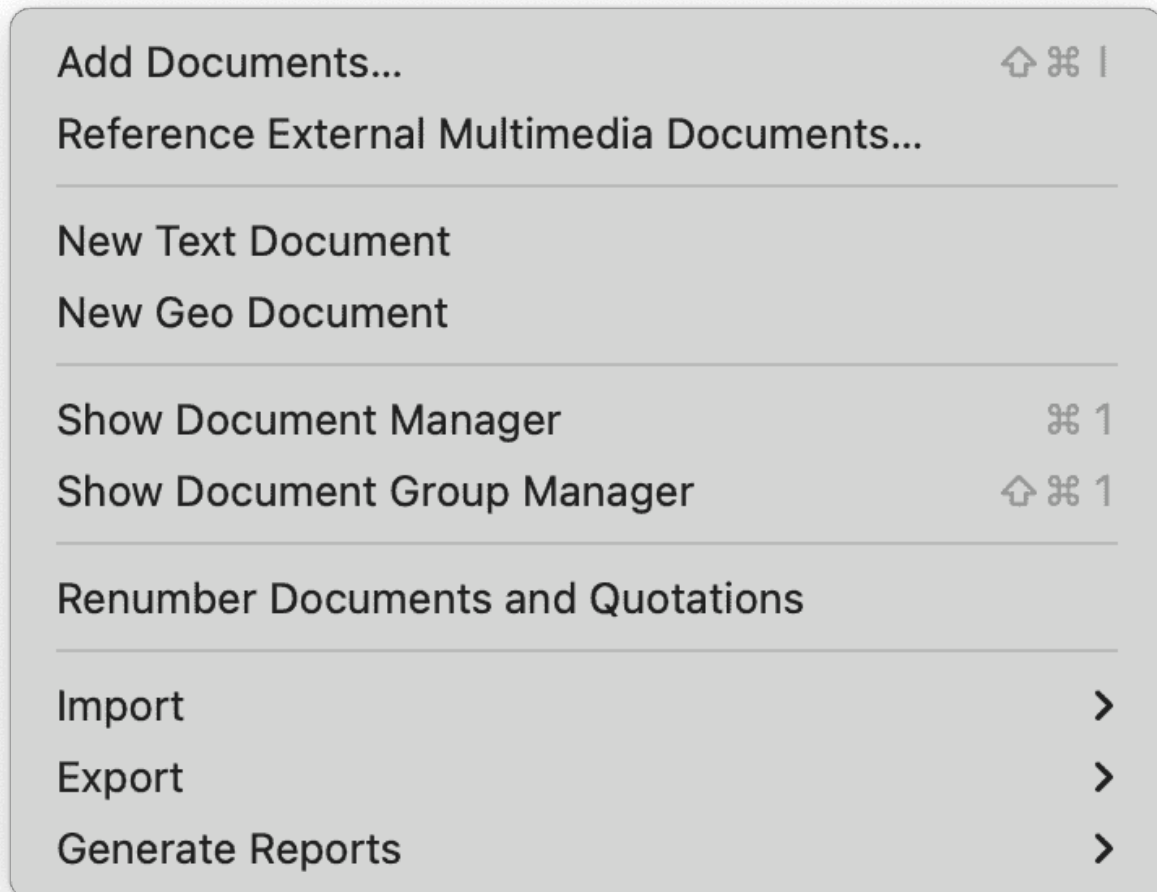 Add Documents... ⇧ ⌘ I
Reference External Multimedia Documents...
New Text Document
New Geo Document
Show Document Manager ⌘ 1
Show Document Group Manager ⇧ ⌘ 1
Renumber Documents and Quotations
Import
Export
Generate Reports